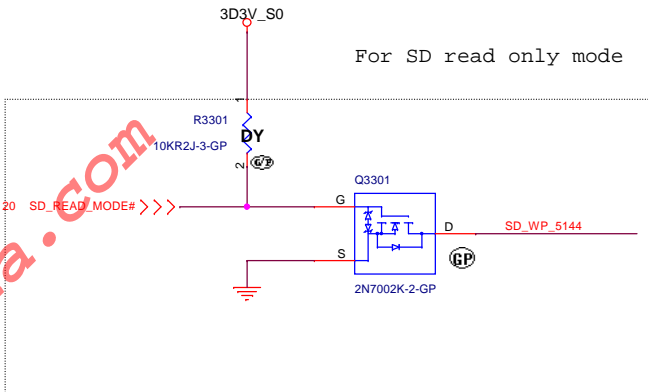 3D3V_S0
For SD read only mode
1
R3301
DY
10KR2J-3-GP
2
G/P
Q3301
20 SD_READ_MODE#
G
D
SD_WP_5144
S
GP
2N7002K-2-GP
a.com